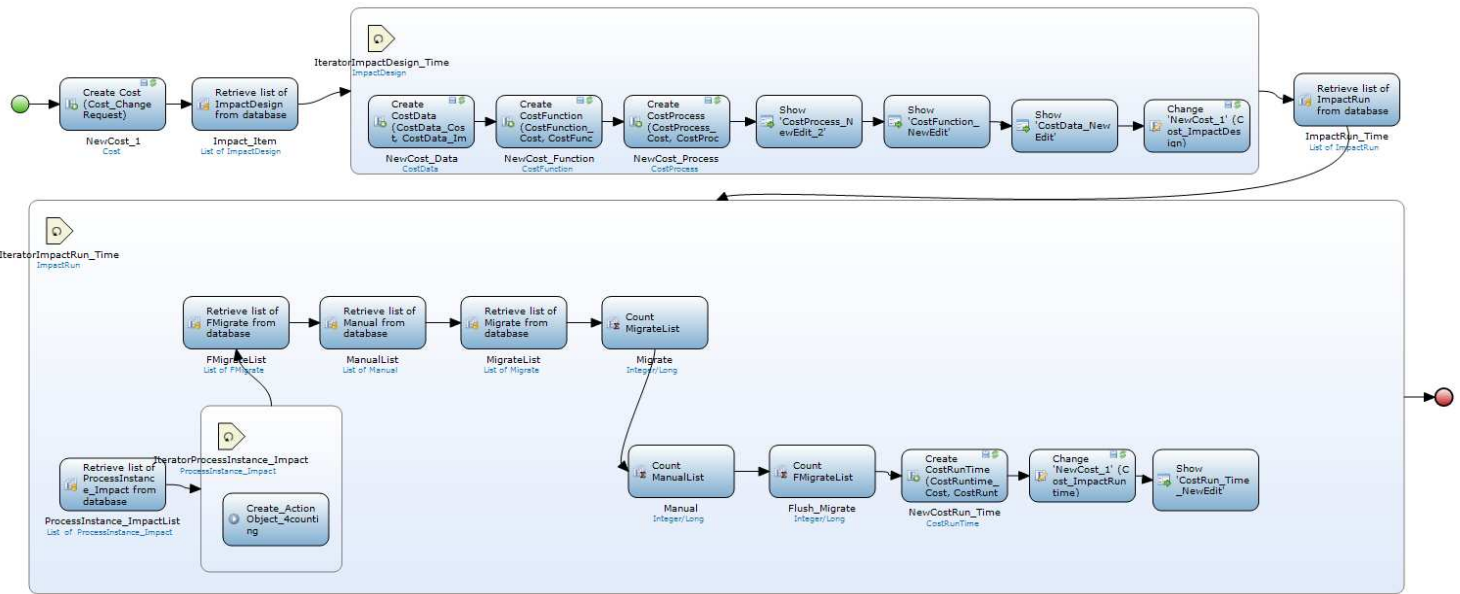 IteratorImpactDesign_Time
ImpactDesign
Create Cost
(Cost_Change
Request)
NewCost_1
Cost
Retrieve list of
ImpactDesign
from database
Impact_Item
List of ImpactDesign
Create
CostData
(CostData_Cos
t, CostData_Im
NewCost_Data
CostData
Create
CostFunction
(CostFunction_
Cost, CostFunc
NewCost_Function
CostFunction
Create
CostProcess
(CostProcess_
Cost, CostProc
NewCost_Process
CostProcess
Show
'CostProcess_N
ewEdit_2'
Show
'CostFunction_
NewEdit'
Show
'CostData_New
Edit'
Change
'NewCost_1' (C
ost_ImpactDes
ign)
Retrieve list of
ImpactRun
from database
ImpactRun_Time
List of ImpactRun
IteratorImpactRun_Time
ImpactRun
Retrieve list of
FMigrate from
database
FMigrateList
List of FMigrate
Retrieve list of
Manual from
database
ManualList
List of Manual
Retrieve list of
Migrate from
database
MigrateList
List of Migrate
Count
MigrateList
Migrate
Integer/Long
Retrieve list of
ProcessInstanc
e_Impact from
database
ProcessInstance_ImpactList
List of ProcessInstance_Impact
IteratorProcessInstance_Impact
ProcessInstance_Impact
Create_Action
Object_4counti
ng
Count
ManualList
Manual
Integer/Long
Count
FMigrateList
Flush_Migrate
Integer/Long
Create
CostRunTime
(CostRuntime_
Cost, CostRunt
NewCostRun_Time
CostRunTime
Change
'NewCost_1' (C
ost_ImpactRun
time)
Show
'CostRun_Time
_NewEdit'